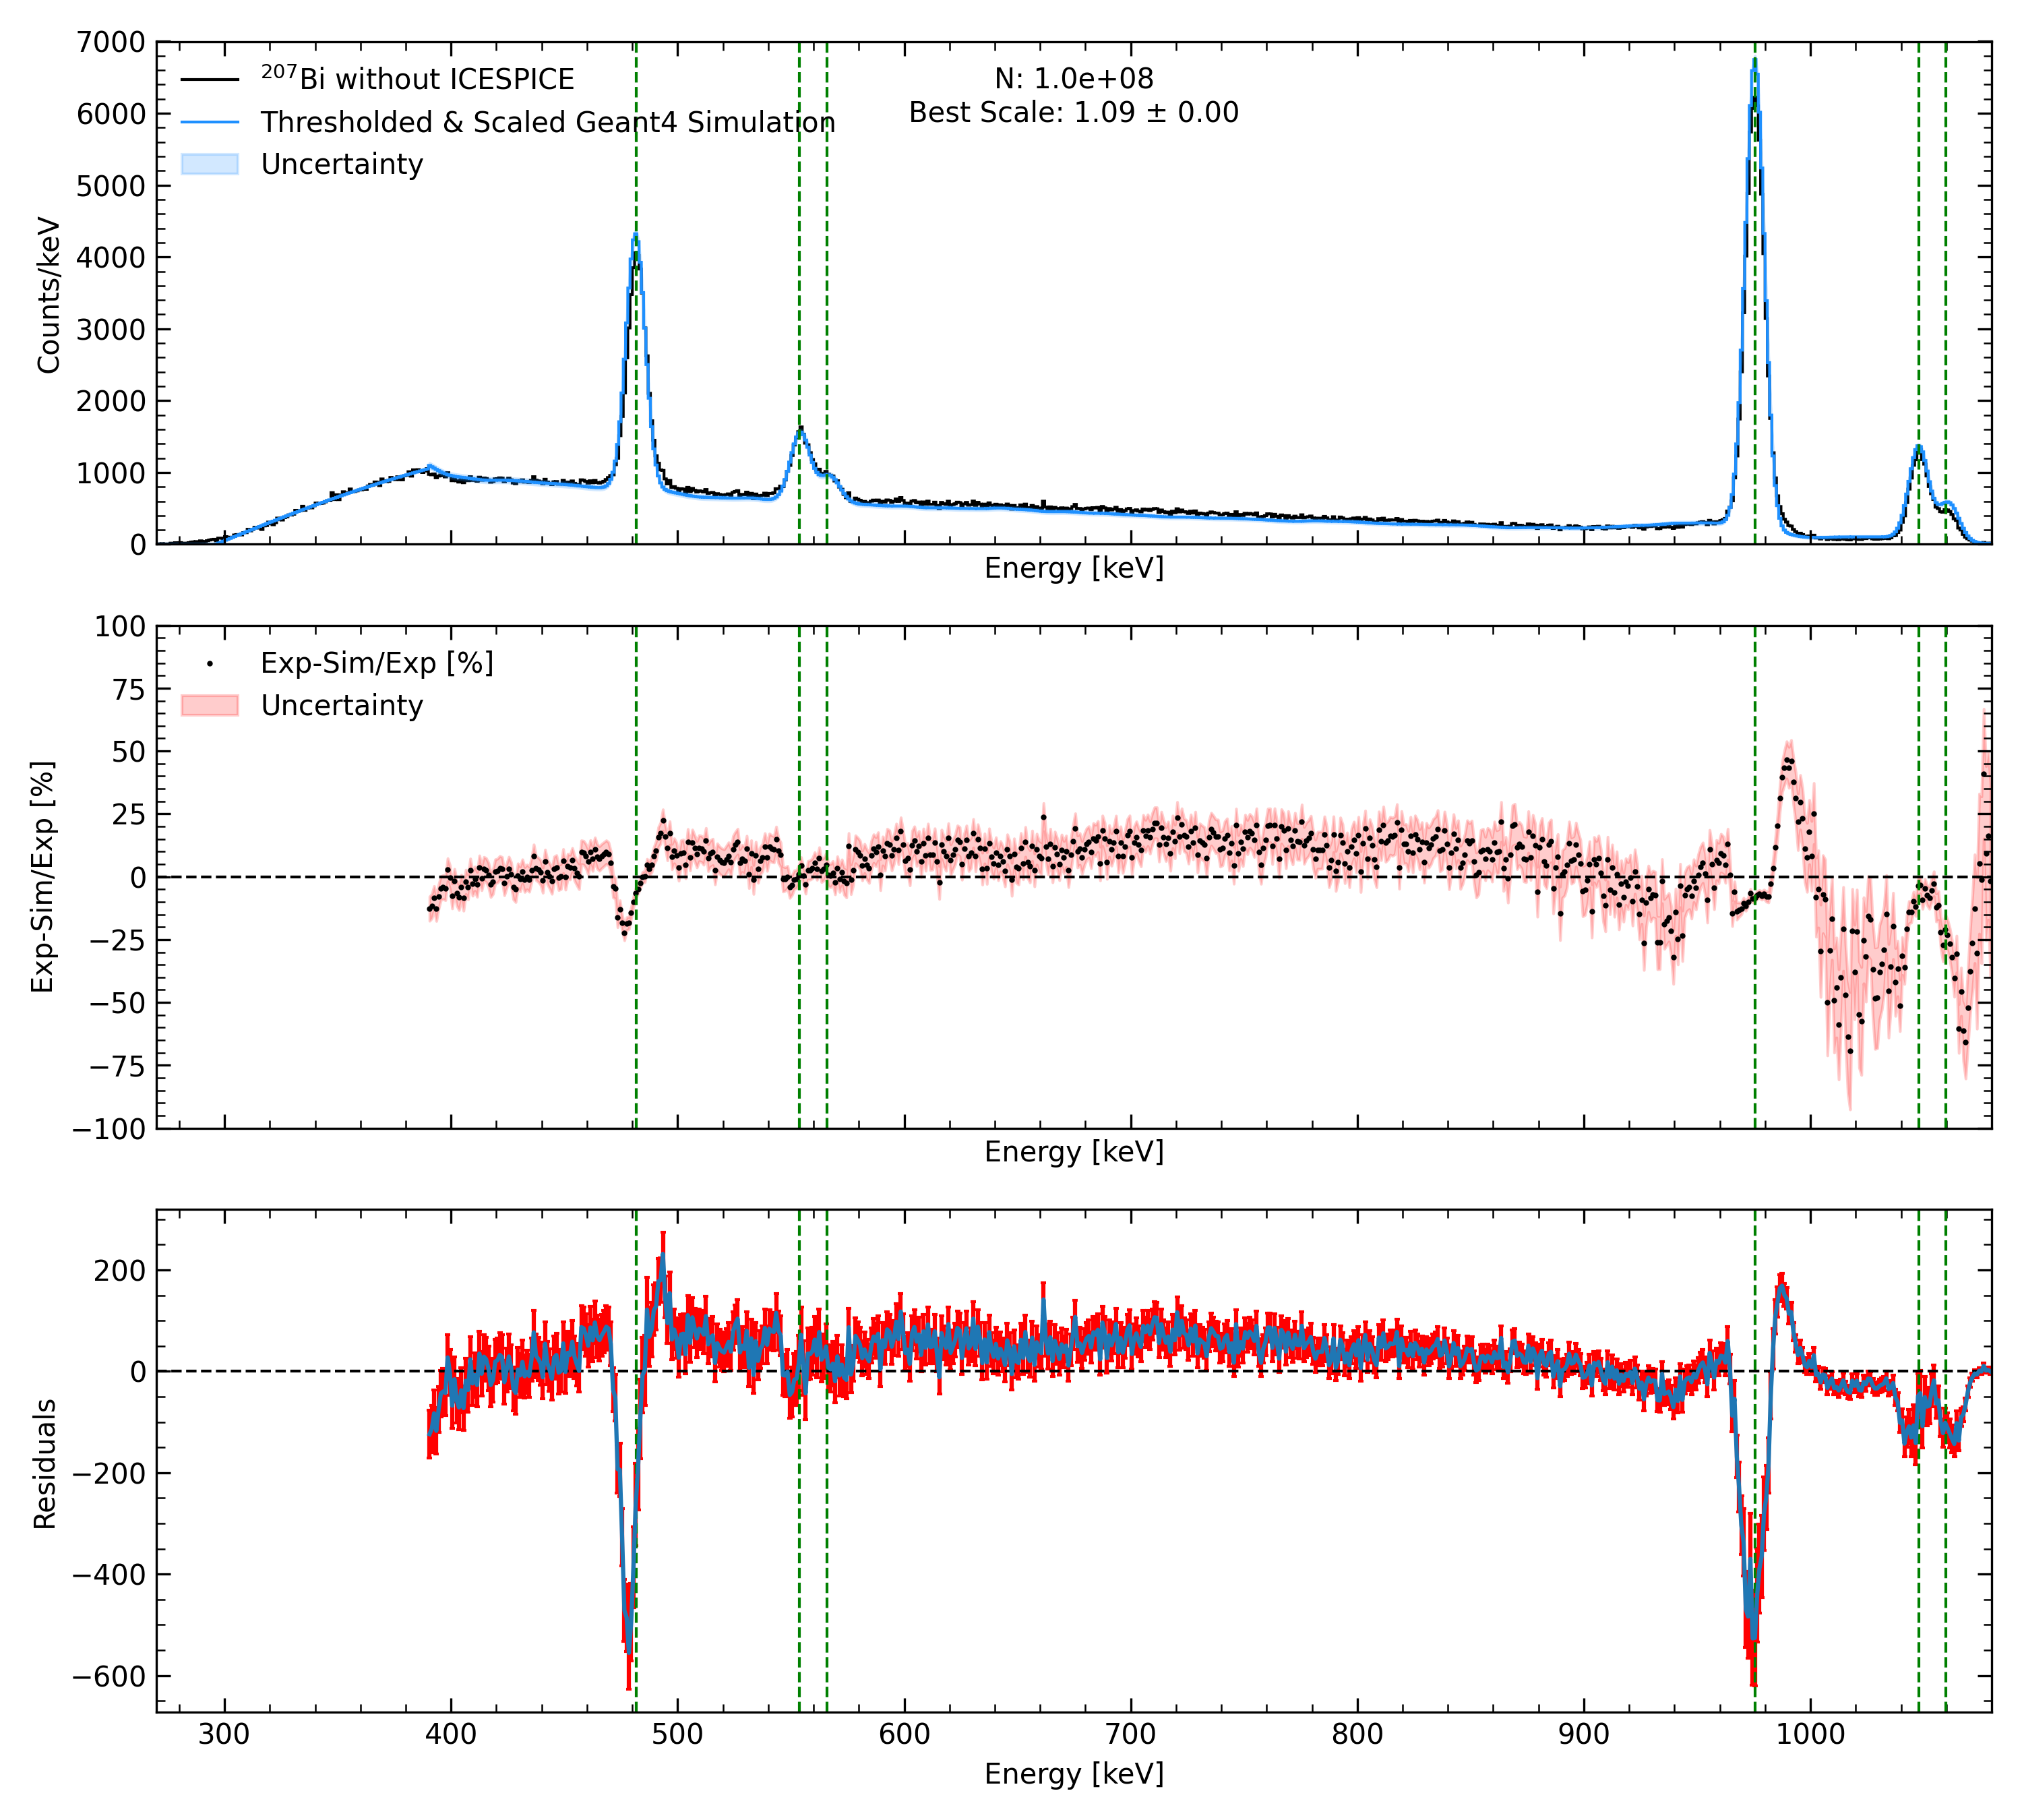 7000
6000
5000
4000
3000
2000
1000
0
Counts/keV
²⁰⁷Bi without ICESPICE
Thresholded & Scaled Geant4 Simulation
Uncertainty
N: 1.0e+08
Best Scale: 1.09 ± 0.00
Energy [keV]
100
75
50
25
0
−25
−50
−75
−100
Exp-Sim/Exp [%]
Exp-Sim/Exp [%]
Uncertainty
Energy [keV]
200
0
−200
−400
−600
Residuals
300 400 500 600 700 800 900 1000
Energy [keV]